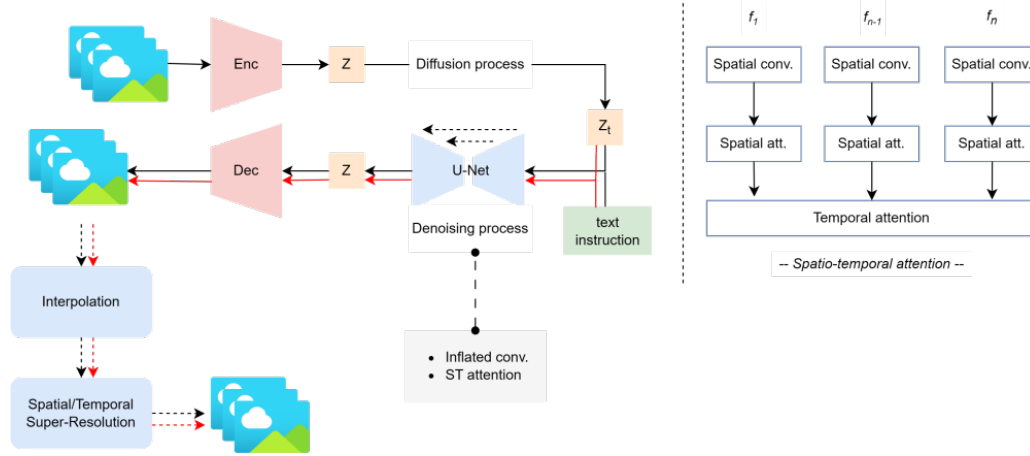 Enc
Z
Diffusion process
Zₜ
Dec
Z
U-Net
Denoising process
text
instruction
Interpolation
Inflated conv.
ST attention
Spatial/Temporal
Super-Resolution
f₁
fₙ₋₁
fₙ
Spatial conv.
Spatial conv.
Spatial conv.
Spatial att.
Spatial att.
Spatial att.
Temporal attention
-- Spatio-temporal attention --